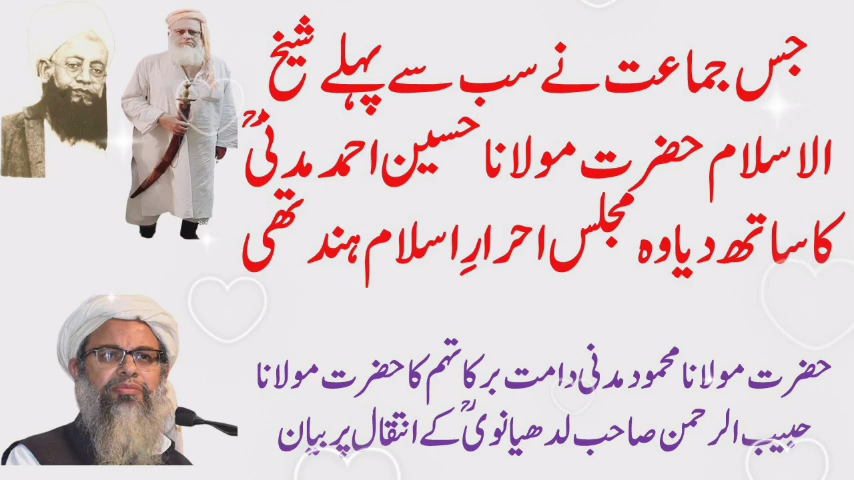 جس جماعت نے سب سے پہلے شیخ
الاسلام حضرت مولانا حسین احمد مدنیؒ
کا ساتھ دیا وہ مجلس احرارِ اسلام ہند تھی
حضرت مولانا محمود مدنی دامت برکاتہم کا حضرت مولانا
حبیب الرحمن صاحب لدھیانویؒ کے انتقال پر بیان